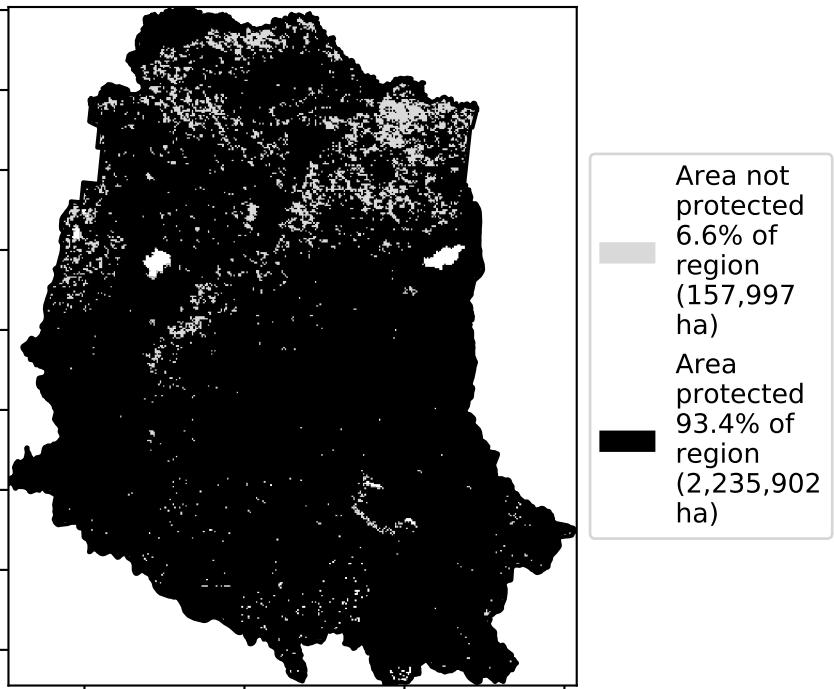 Area not
protected
6.6% of
region
(157,997
ha)
Area
protected
93.4% of
region
(2,235,902
ha)